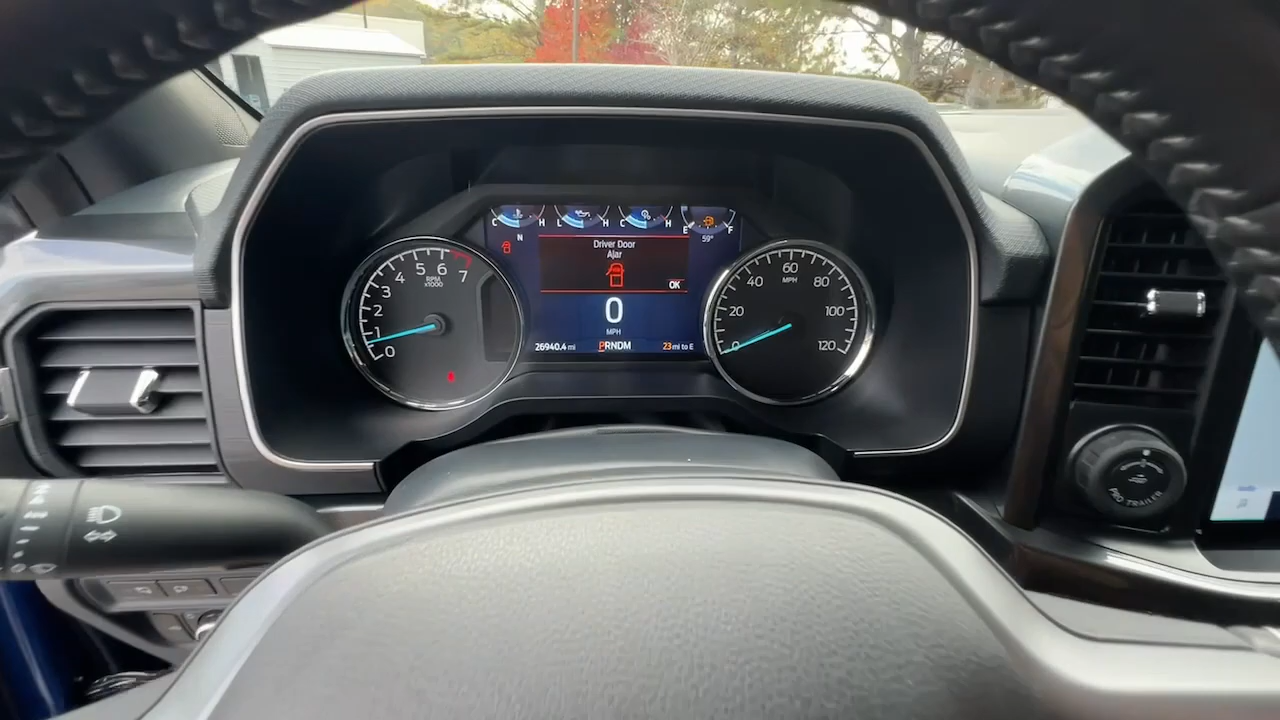 C H L H C H E F
N
59°
Driver Door
Ajar
OK
0
MPH
26940.4 mi
PRNDM
23 mi to E
0 1 2 3 4 5 6 7
RPM
x1000
0 20 40 60 80 100 120
MPH
PRO TRAILER